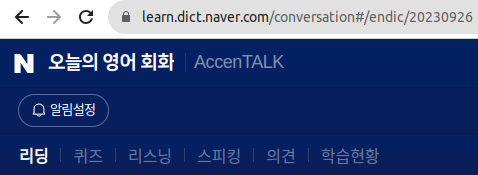 learn.dict.naver.com/conversation#/endic/20230926
N 오늘의 영어 회화 AccenTALK
알림설정
리딩 퀴즈 리스닝 스피킹 의견 학습현황